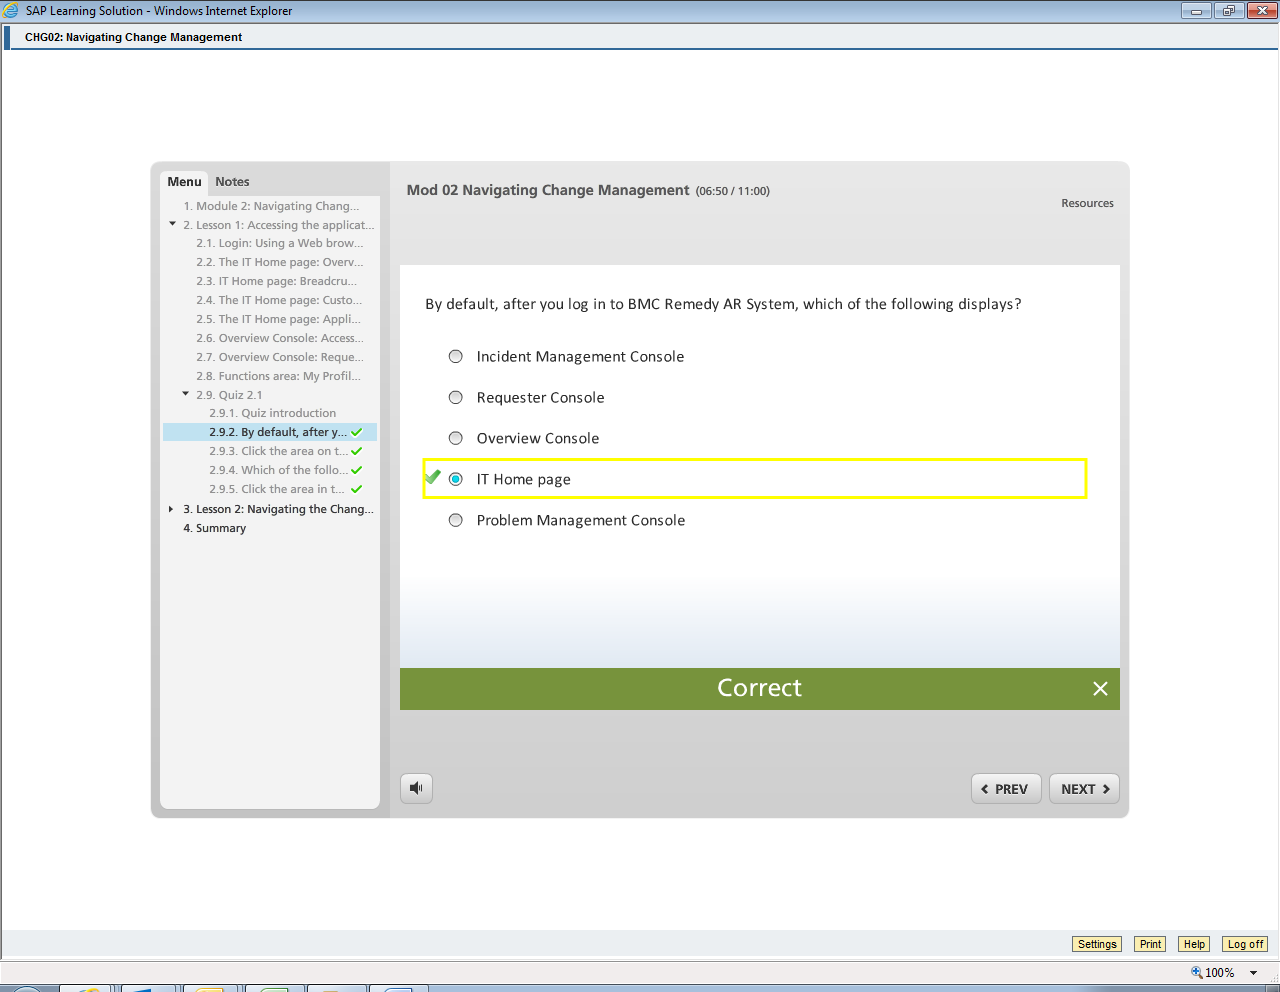 SAP Learning Solution - Windows Internet Explorer
CHG02: Navigating Change Management
Menu
Notes
1. Module 2: Navigating Chang...
2. Lesson 1: Accessing the applicat...
2.1. Login: Using a Web brow...
2.2. The IT Home page: Overv...
2.3. IT Home page: Breadcru...
2.4. The IT Home page: Custo...
2.5. The IT Home page: Appli...
2.6. Overview Console: Access...
2.7. Overview Console: Reque...
2.8. Functions area: My Profil...
2.9. Quiz 2.1
2.9.1. Quiz introduction
2.9.2. By default, after y...
2.9.3. Click the area on t...
2.9.4. Which of the follo...
2.9.5. Click the area in t...
3. Lesson 2: Navigating the Chang...
4. Summary
Mod 02 Navigating Change Management (06:50 / 11:00)
Resources
By default, after you log in to BMC Remedy AR System, which of the following displays?
Incident Management Console
Requester Console
Overview Console
IT Home page
Problem Management Console
Correct
PREV
NEXT
Settings
Print
Help
Log off
100%